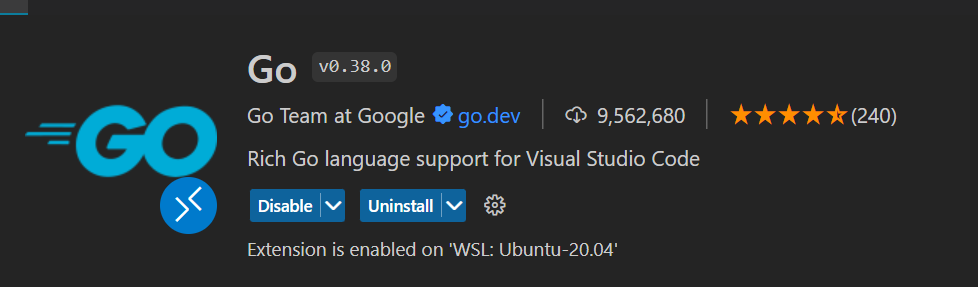 Go v0.38.0
GO
Go Team at Google go.dev 9,562,680 (240)
Rich Go language support for Visual Studio Code
Disable Uninstall
Extension is enabled on 'WSL: Ubuntu-20.04'